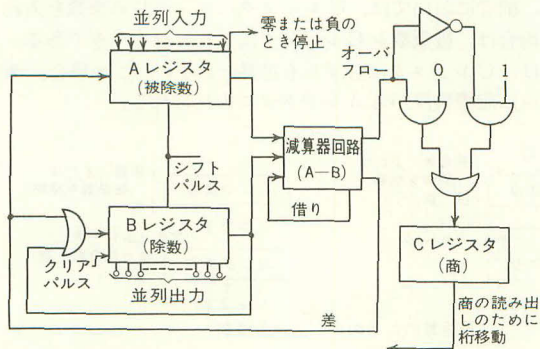 並列入力
零または負の
とき停止
Aレジスタ
(被除数)
オーバ
フロー
0
1
シフト
パルス
減算器回路
(A−B)
借り
Bレジスタ
(除数)
クリア
パルス
並列出力
差
Cレジスタ
(商)
商の読み出
しのために
桁移動